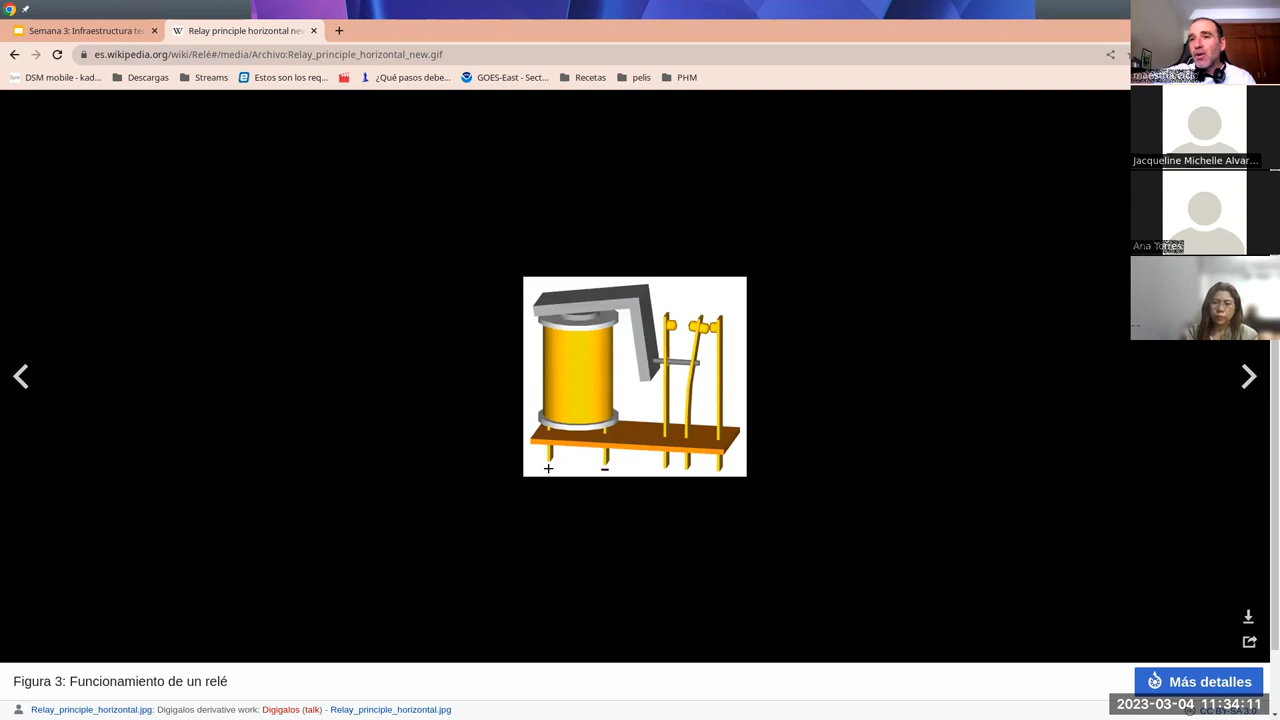 Semana 3: Infraestructura te
Relay principle horizontal ne
es.wikipedia.org/wiki/Relé#/media/Archivo:Relay_principle_horizontal_new.gif
DSM mobile - kad... Descargas Streams Estos son los req... ¿Qué pasos debe... GOES-East - Sect... Recetas pelis PHM
Jacqueline Michelle Alvar...
Ana Torres
+ -
Figura 3: Funcionamiento de un relé
Más detalles
Relay_principle_horizontal.jpg: Digigalos derivative work: Digigalos (talk) - Relay_principle_horizontal.jpg
2023-03-04 11:34:11